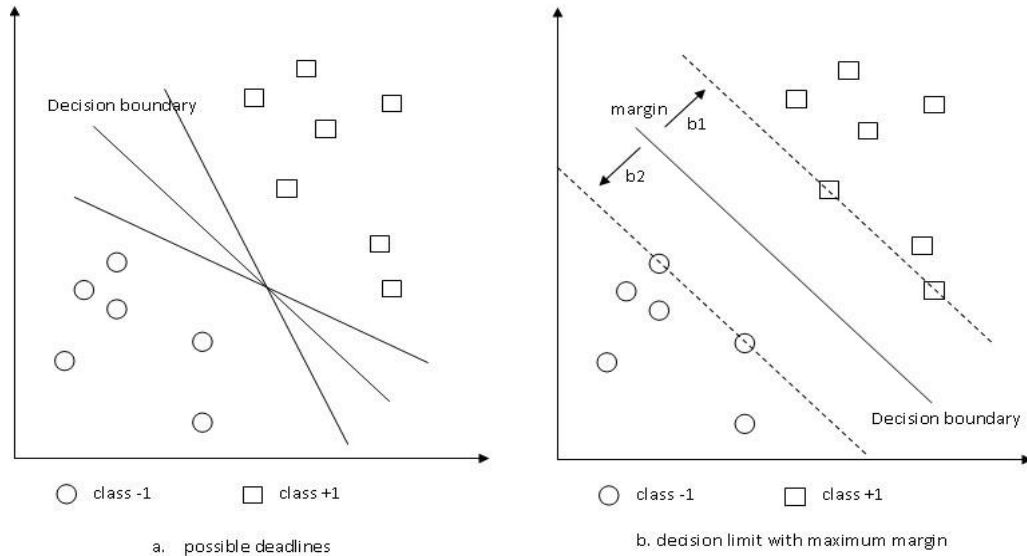 Decision boundary
class -1
class +1
a. possible deadlines
margin
b1
b2
Decision boundary
class -1
class +1
b. decision limit with maximum margin